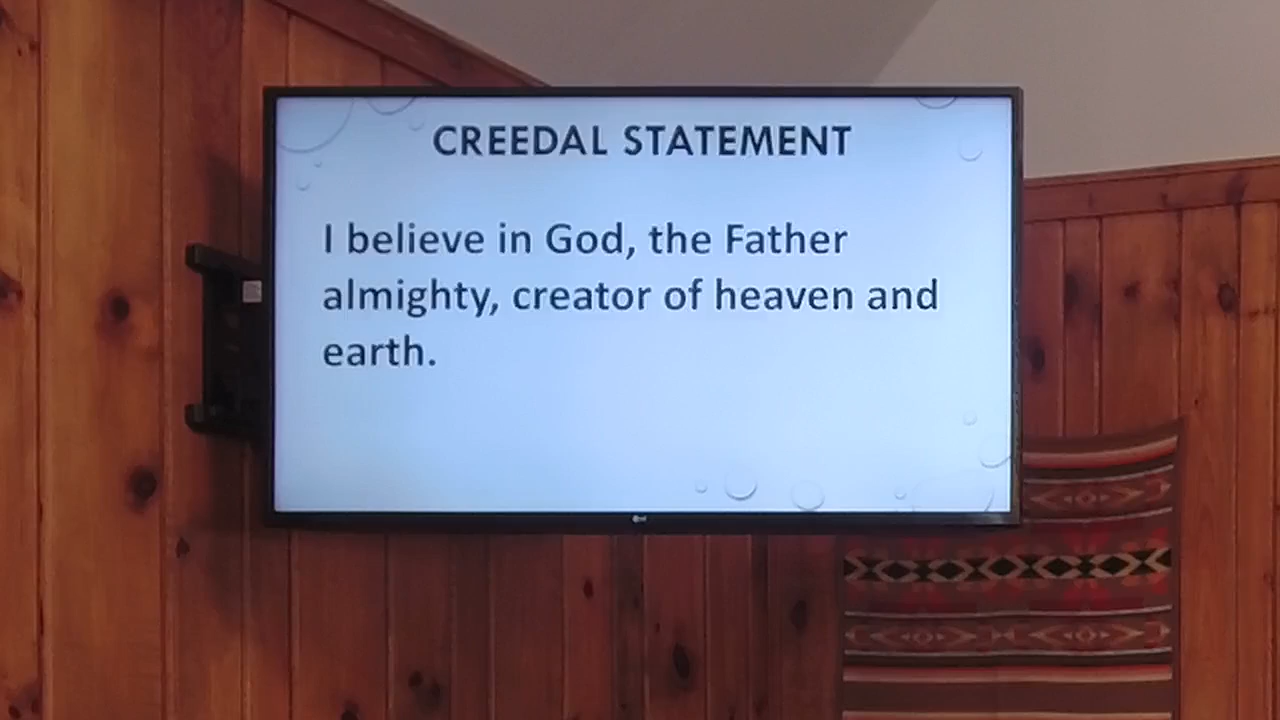 CREEDAL STATEMENT
I believe in God, the Father
almighty, creator of heaven and
earth.